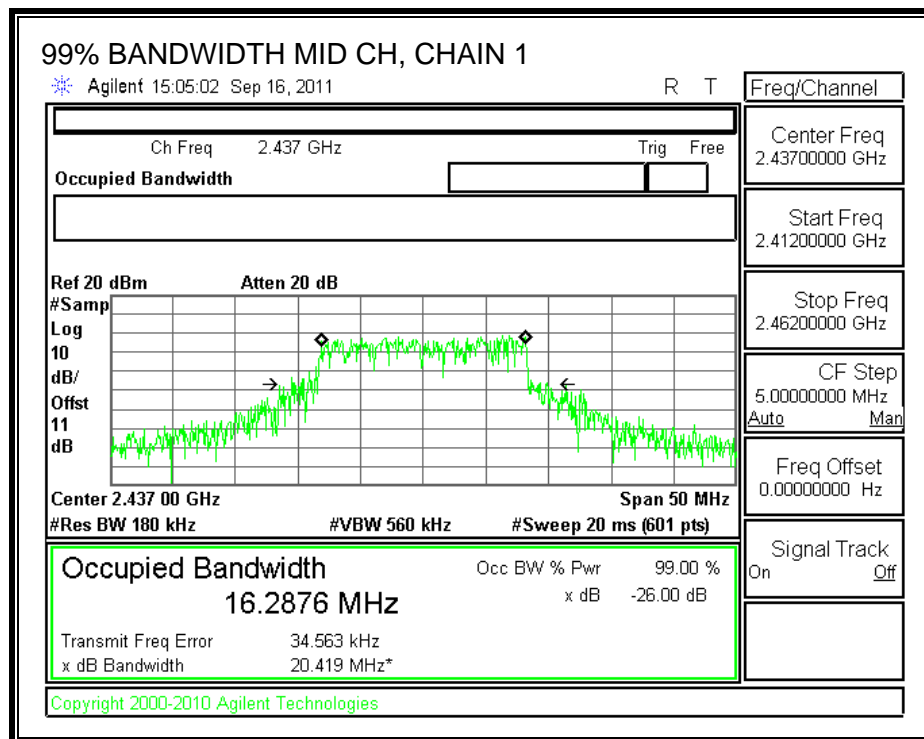 99% BANDWIDTH MID CH, CHAIN 1
Agilent 15:05:02 Sep 16, 2011 R T
Freq/Channel
Ch Freq 2.437 GHz Trig Free
Occupied Bandwidth
Center Freq
2.43700000 GHz
Start Freq
2.41200000 GHz
Stop Freq
2.46200000 GHz
CF Step
5.00000000 MHz
Auto Man
Freq Offset
0.00000000 Hz
Signal Track
On Off
Ref 20 dBm Atten 20 dB
#Samp
Log
10
dB/
Offst
11
dB
Center 2.437 00 GHz Span 50 MHz
#Res BW 180 kHz #VBW 560 kHz #Sweep 20 ms (601 pts)
Occupied Bandwidth Occ BW % Pwr 99.00 %
16.2876 MHz x dB -26.00 dB
Transmit Freq Error 34.563 kHz
x dB Bandwidth 20.419 MHz*
Copyright 2000-2010 Agilent Technologies